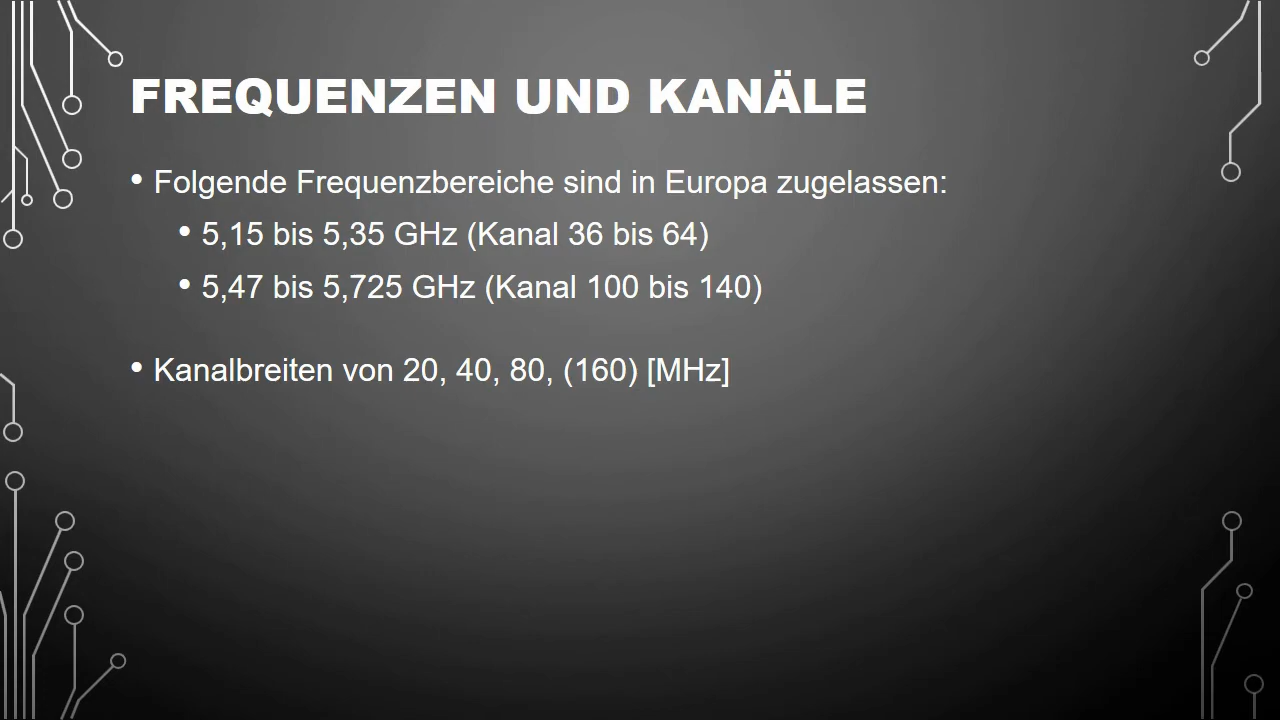 FREQUENZEN UND KANÄLE
• Folgende Frequenzbereiche sind in Europa zugelassen:
• 5,15 bis 5,35 GHz (Kanal 36 bis 64)
• 5,47 bis 5,725 GHz (Kanal 100 bis 140)
• Kanalbreiten von 20, 40, 80, (160) [MHz]